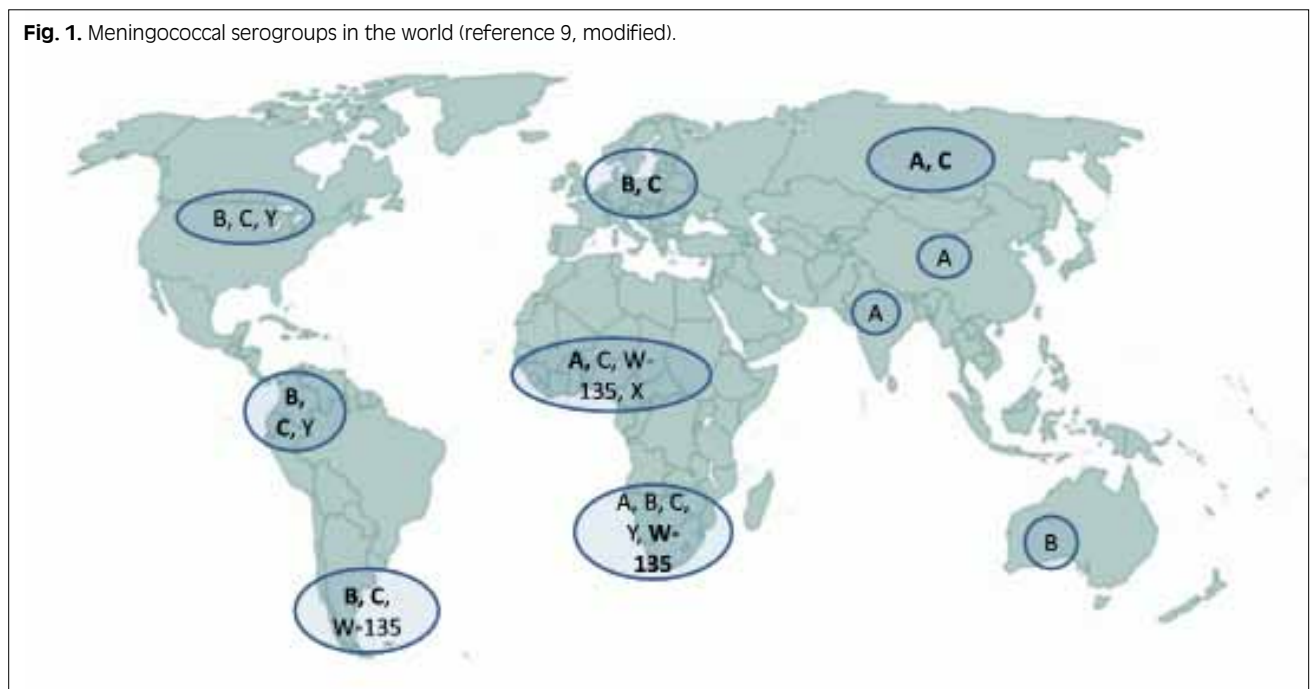 Fig. 1. Meningococcal serogroups in the world (reference 9, modified).
A, C
B, C
B, C, Y
A
A
A, C, W-
135, X
B,
C, Y
A, B, C,
Y, W-
135
B
B, C,
W-135